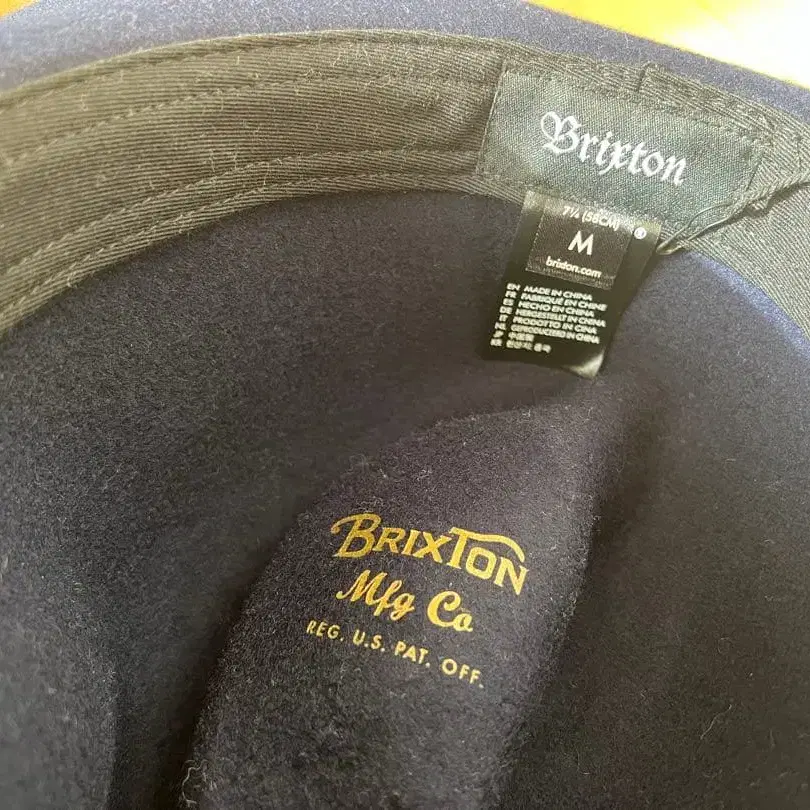 Brixton
7¼ (58CM)
M
brixton.com
EN MADE IN CHINA
FR FABRIQUÉ EN CHINE
ES HECHO EN CHINA
DE HERGESTELLT IN CHINA
IT PRODOTTO IN CINA
NL GEPRODUCEERD IN CHINA
BRIXTON
Mfg Co
REG. U.S. PAT. OFF.